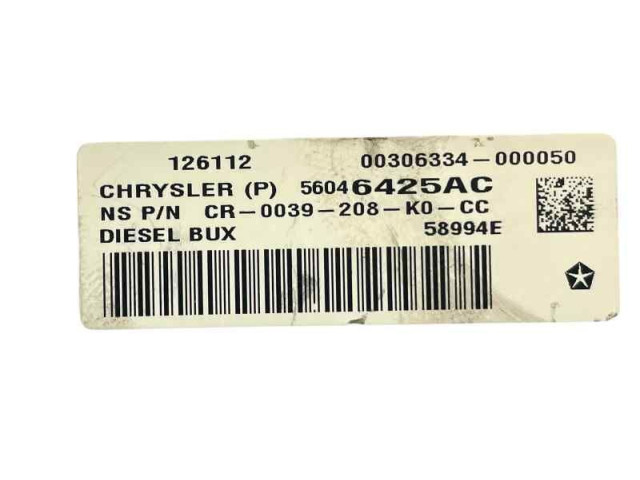 126112 00306334-000050
CHRYSLER (P) 56046425AC
NS P/N CR-0039-208-K0-CC
DIESEL BUX 58994E